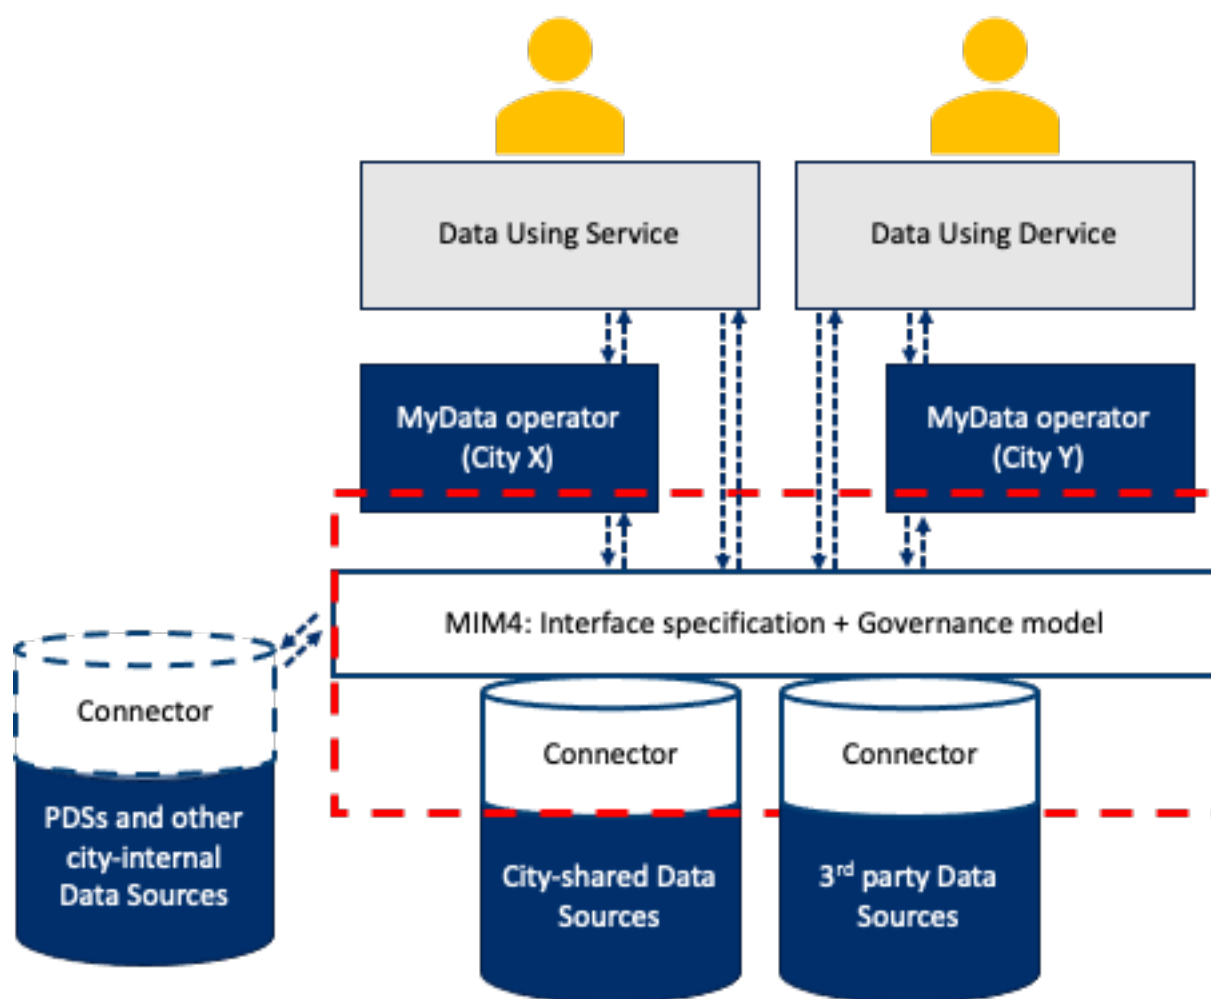 Data Using Service
Data Using Dervice
MyData operator
(City X)
MyData operator
(City Y)
MIM4: Interface specification + Governance model
Connector
PDSs and other
city-internal
Data Sources
Connector
City-shared Data
Sources
Connector
3rd party Data
Sources